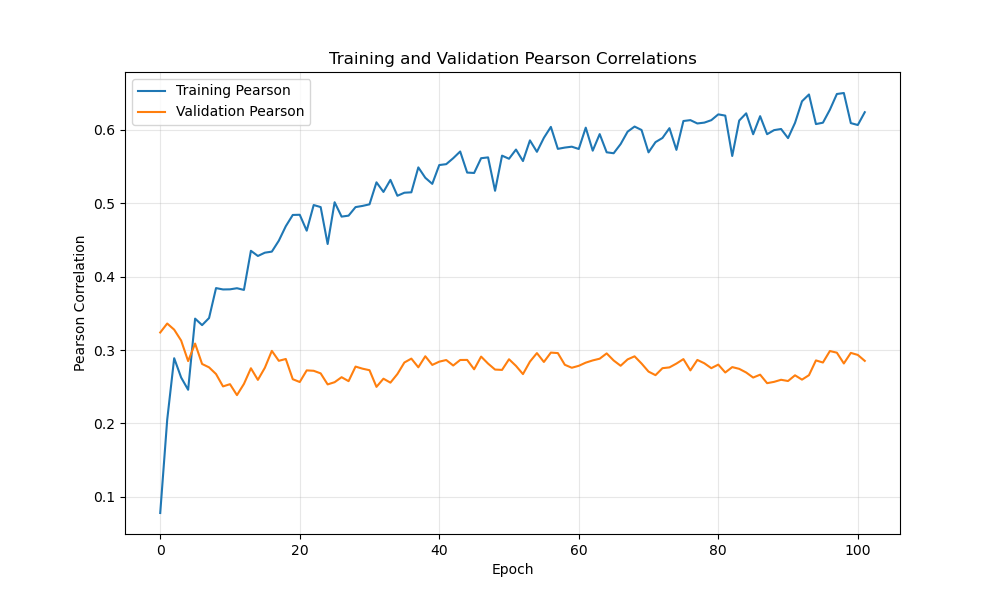 Training and Validation Pearson Correlations
Training Pearson
Validation Pearson
Pearson Correlation
0.6
0.5
0.4
0.3
0.2
0.1
0 20 40 60 80 100
Epoch